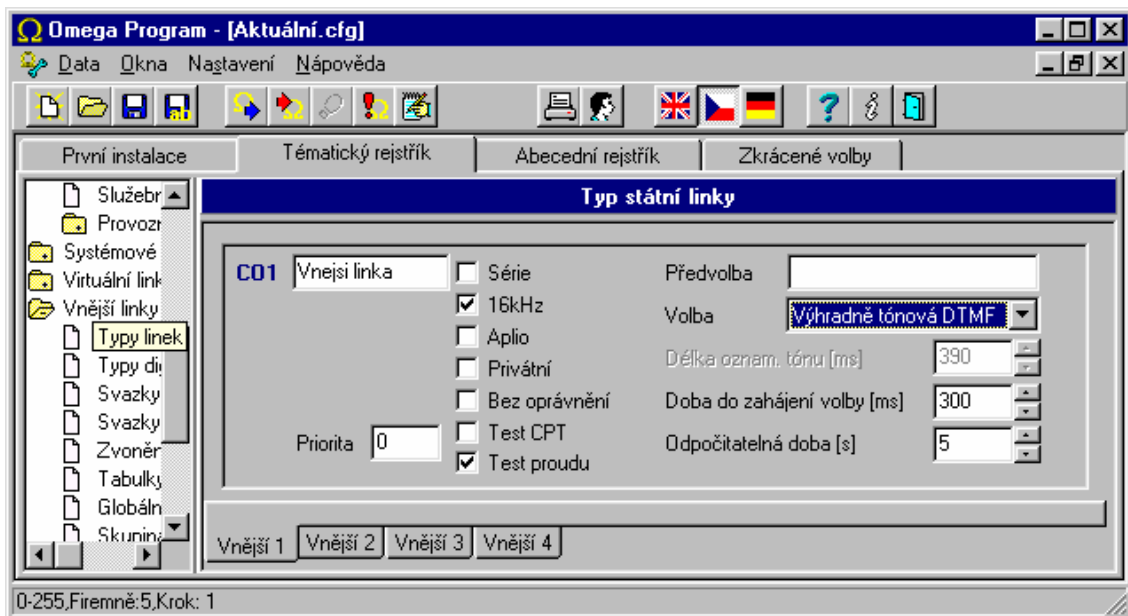 Omega Program - [Aktuální.cfg]
Data Okna Nastavení Nápověda
První instalace Tématický rejstřík Abecední rejstřík Zkrácené volby
Služebr
Provozr
Systémové
Virtuální link
Vnější linky
Typy linek
Typy di
Svazky
Svazky
Zvoněr
Tabulky
Globáln
Skupina
Typ státní linky
CO1 Vnejsi linka
Série
16kHz
Aplio
Privátní
Bez oprávnění
Test CPT
Test proudu
Priorita 0
Předvolba
Volba Výhradně tónová DTMF
Délka oznam. tónu [ms] 390
Doba do zahájení volby [ms] 300
Odpočitatelná doba [s] 5
Vnější 1 Vnější 2 Vnější 3 Vnější 4
0-255,Firemně:5,Krok: 1